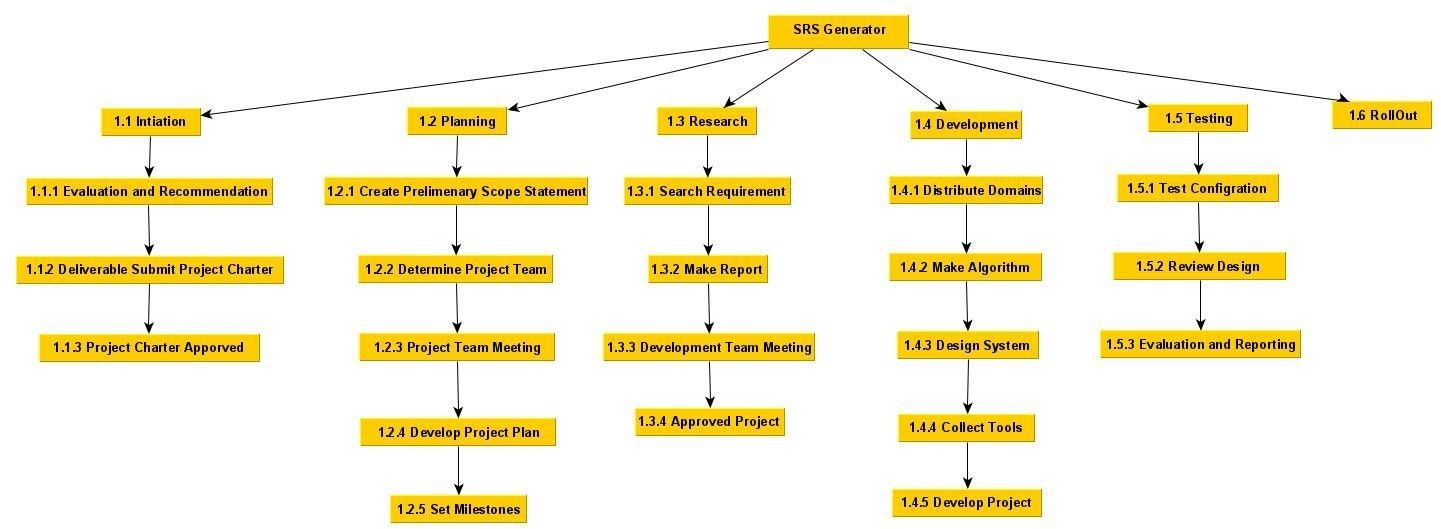 SRS Generator
1.1 Intiation
1.2 Planning
1.3 Research
1.4 Development
1.5 Testing
1.6 RollOut
1.1.1 Evaluation and Recommendation
1.2.1 Create Prelimenary Scope Statement
1.3.1 Search Requirement
1.4.1 Distribute Domains
1.5.1 Test Configration
1.1.2 Deliverable Submit Project Charter
1.2.2 Determine Project Team
1.3.2 Make Report
1.4.2 Make Algorithm
1.5.2 Review Design
1.1.3 Project Charter Apporved
1.2.3 Project Team Meeting
1.3.3 Development Team Meeting
1.4.3 Design System
1.5.3 Evaluation and Reporting
1.2.4 Develop Project Plan
1.3.4 Approved Project
1.4.4 Collect Tools
1.2.5 Set Milestones
1.4.5 Develop Project